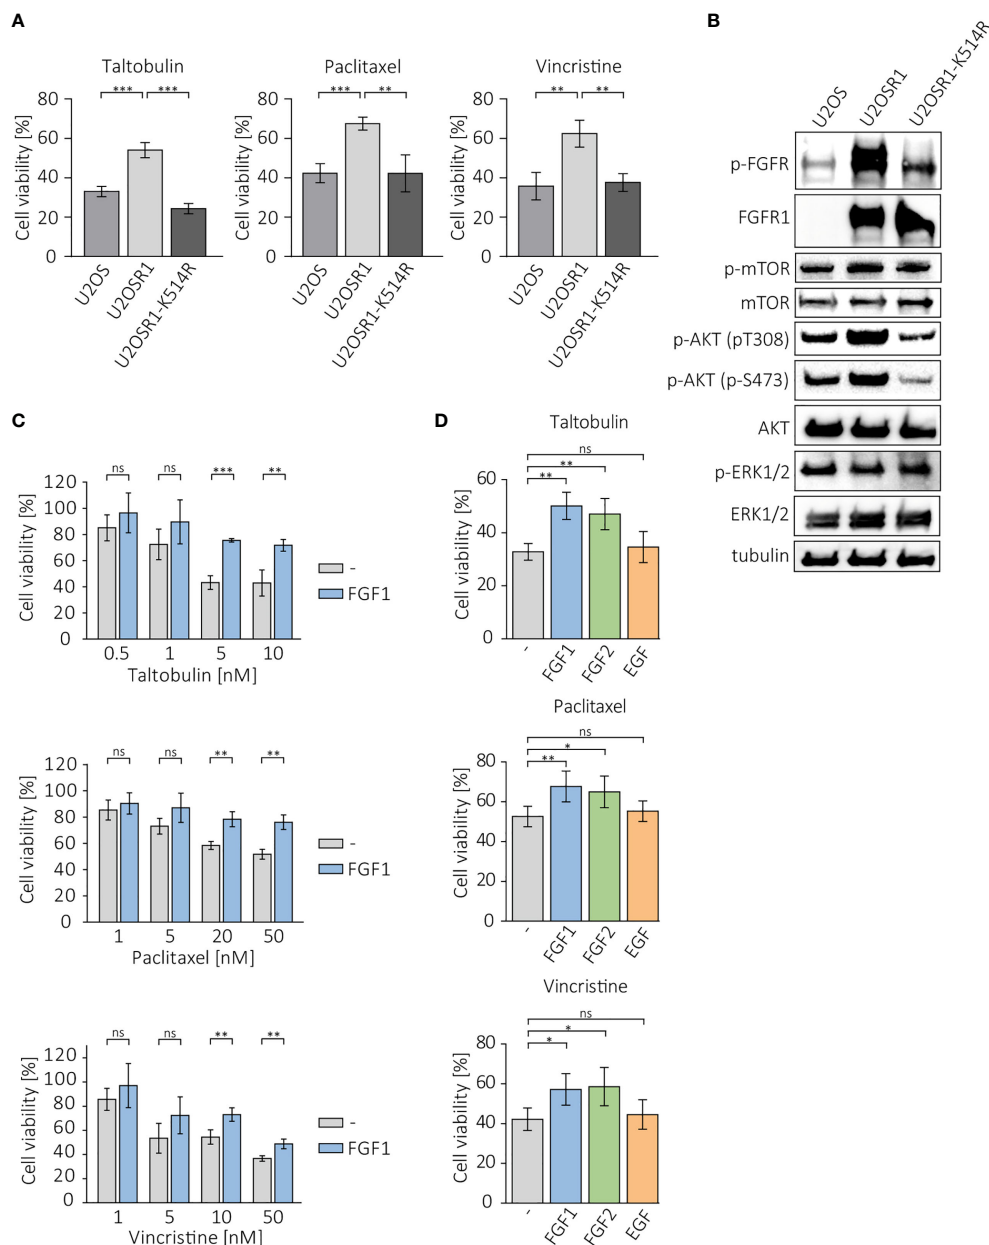 A
Taltobulin
Cell viability [%]
80
60
40
20
0
*** ***
U2OS
U2OSR1
U2OSR1-K514R
Paclitaxel
Cell viability [%]
80
60
40
20
0
*** **
U2OS
U2OSR1
U2OSR1-K514R
Vincristine
Cell viability [%]
80
60
40
20
0
** **
U2OS
U2OSR1
U2OSR1-K514R
B
U2OS
U2OSR1
U2OSR1-K514R
p-FGFR
FGFR1
p-mTOR
mTOR
p-AKT (pT308)
p-AKT (p-S473)
AKT
p-ERK1/2
ERK1/2
tubulin
C
Cell viability [%]
120
100
80
60
40
20
0
ns ns *** **
0.5 1 5 10
Taltobulin [nM]
-
FGF1
Cell viability [%]
120
100
80
60
40
20
0
ns ns ** **
1 5 20 50
Paclitaxel [nM]
-
FGF1
Cell viability [%]
120
100
80
60
40
20
0
ns ns ** **
1 5 10 50
Vincristine [nM]
-
FGF1
D
Taltobulin
Cell viability [%]
60
40
20
0
ns
**
**
-
FGF1
FGF2
EGF
Paclitaxel
Cell viability [%]
80
60
40
20
0
ns
*
**
-
FGF1
FGF2
EGF
Vincristine
Cell viability [%]
80
60
40
20
0
ns
*
*
-
FGF1
FGF2
EGF